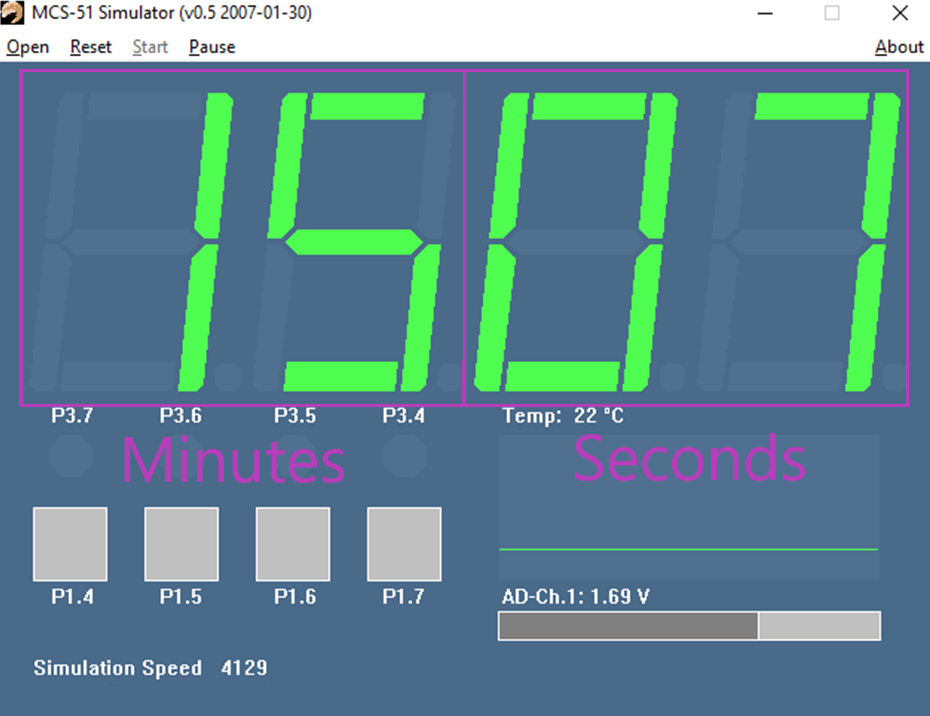 MCS-51 Simulator (v0.5 2007-01-30)
Open Reset Start Pause About
1507
P3.7 P3.6 P3.5 P3.4 Temp: 22 °C
Minutes Seconds
P1.4 P1.5 P1.6 P1.7 AD-Ch.1: 1.69 V
Simulation Speed 4129